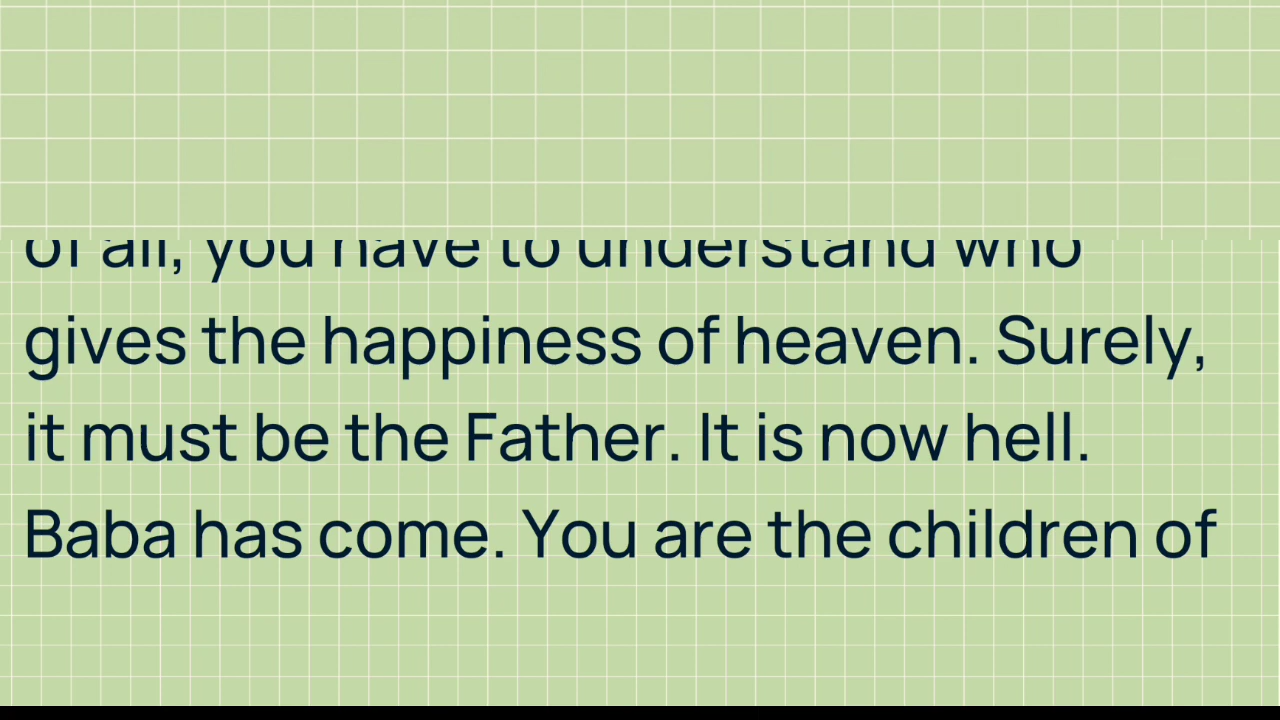 of all, you have to understand who
gives the happiness of heaven. Surely,
it must be the Father. It is now hell.
Baba has come. You are the children of